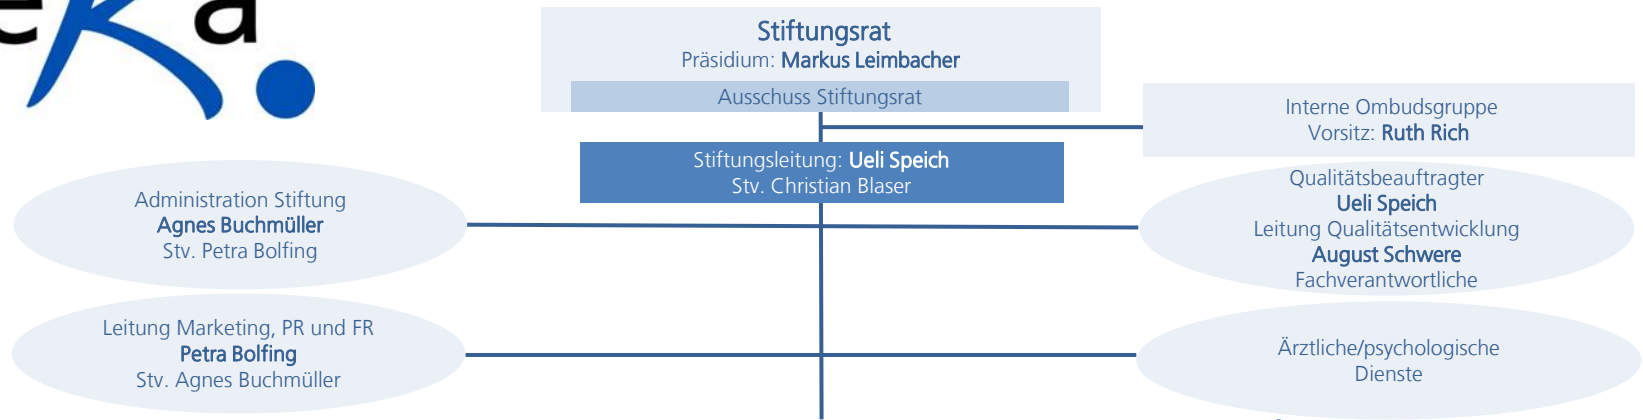 eKa
Stiftungsrat
Präsidium: Markus Leimbacher
Ausschuss Stiftungsrat
Interne Ombudsgruppe
Vorsitz: Ruth Rich
Stiftungsleitung: Ueli Speich
Stv. Christian Blaser
Administration Stiftung
Agnes Buchmüller
Stv. Petra Bolfing
Qualitätsbeauftragter
Ueli Speich
Leitung Qualitätsentwicklung
August Schwere
Fachverantwortliche
Leitung Marketing, PR und FR
Petra Bolfing
Stv. Agnes Buchmüller
Ärztliche/psychologische
Dienste